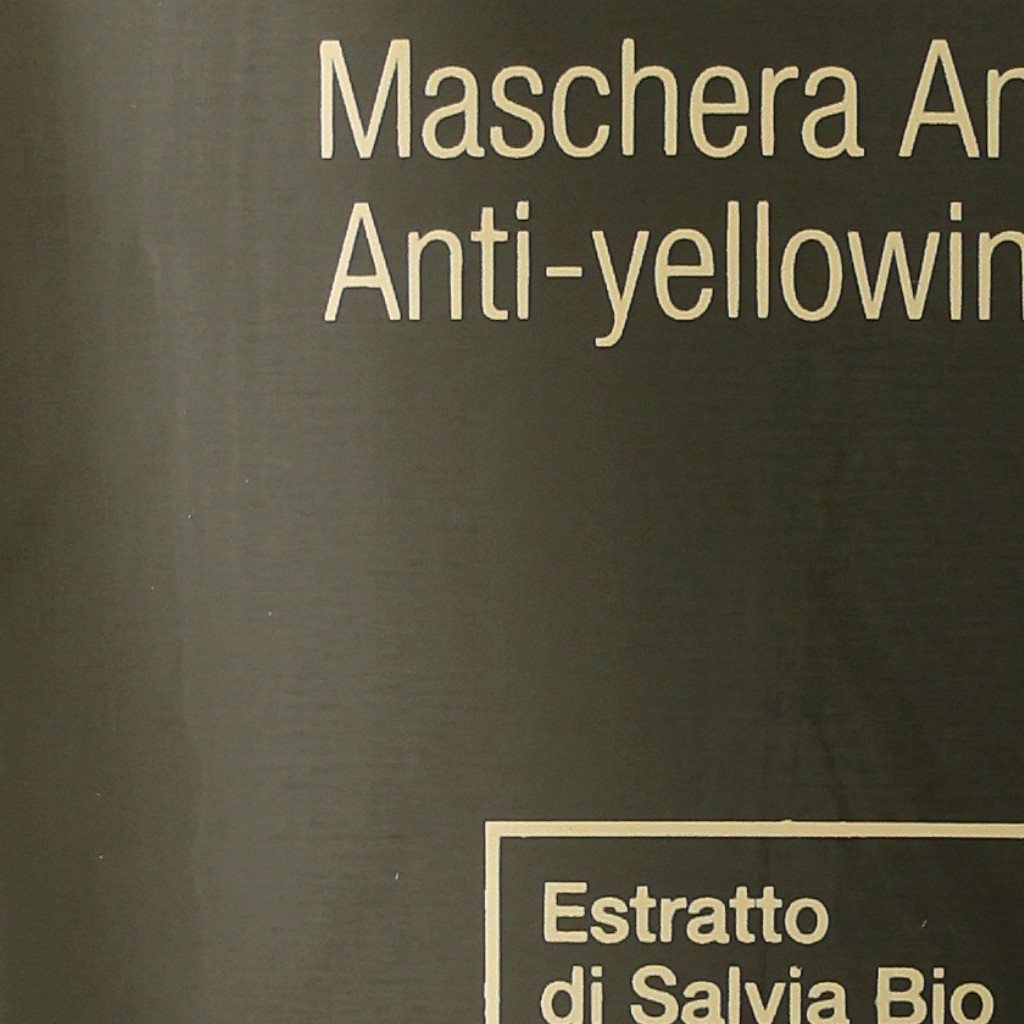 Maschera An
Anti-yellowin
Estratto
di Salvia Bio